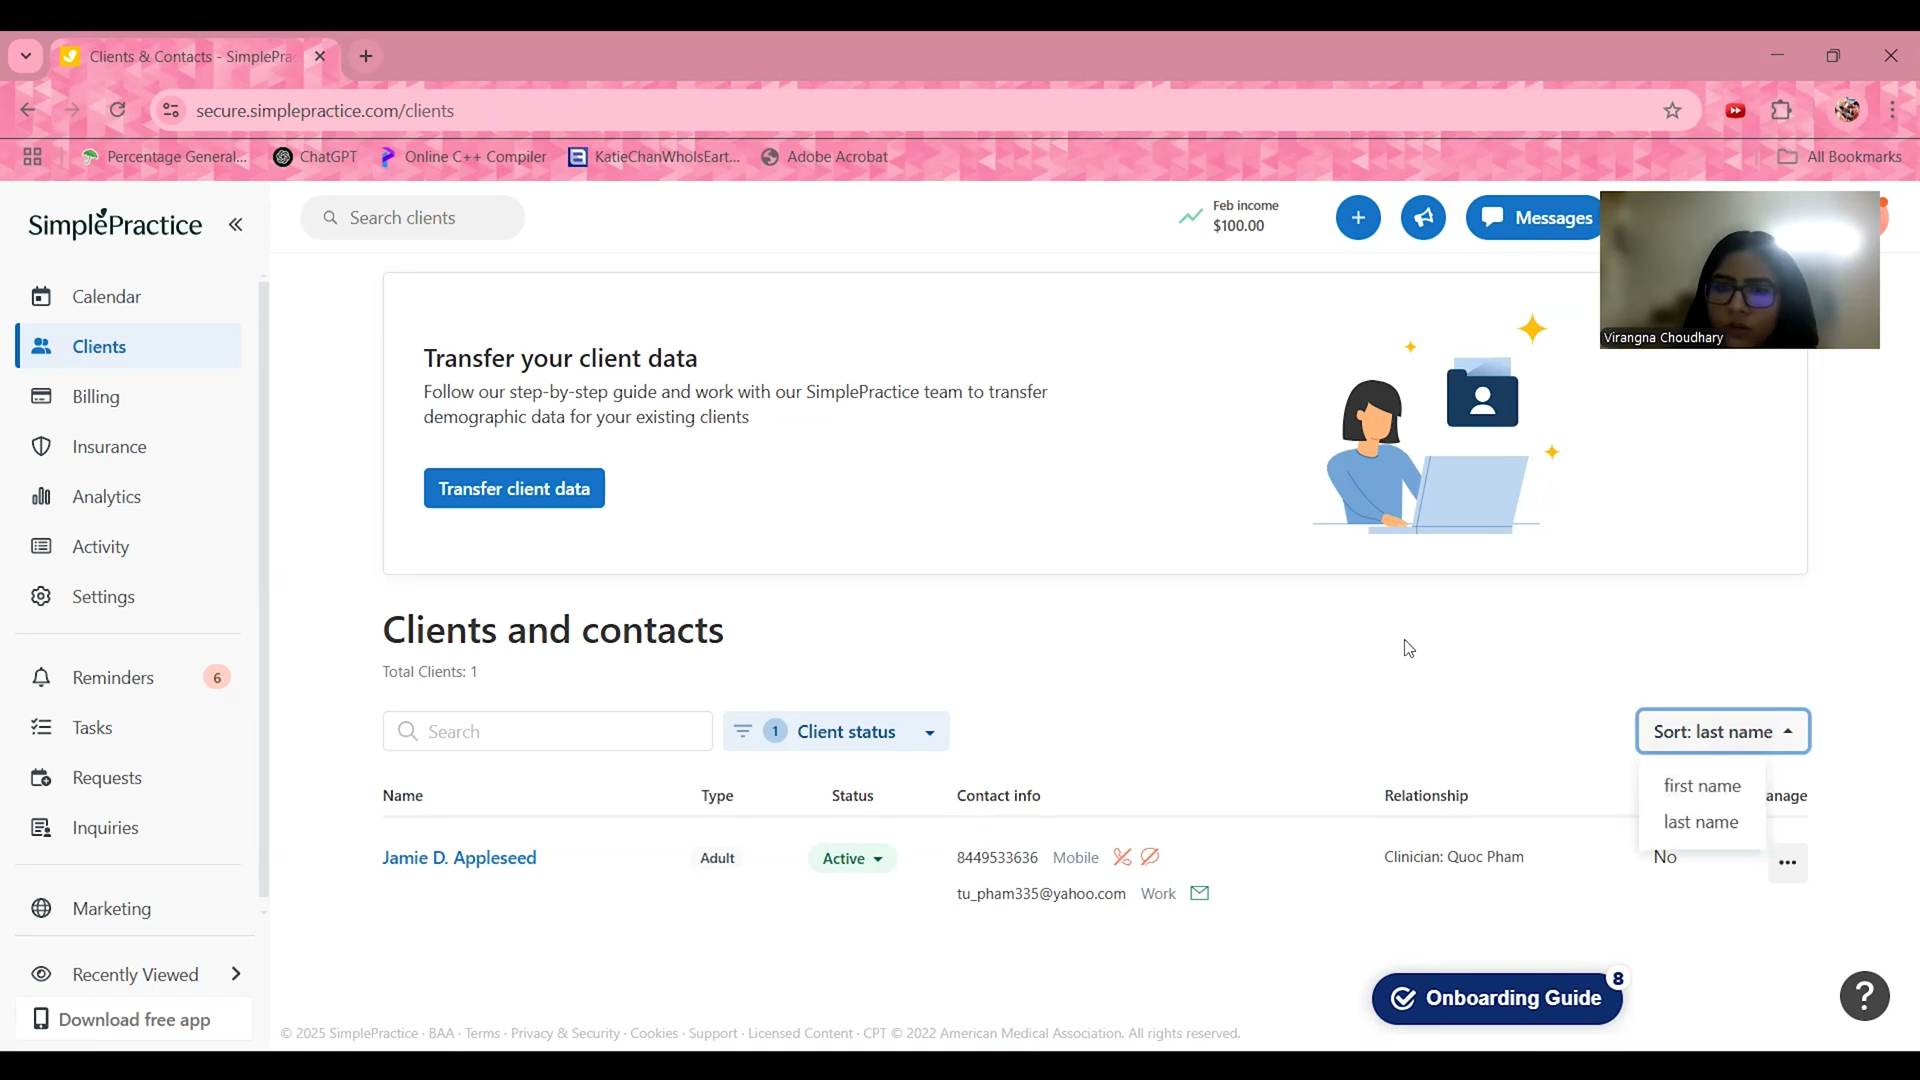 Clients & Contacts - SimplePra
secure.simplepractice.com/clients
Percentage General...
ChatGPT
Online C++ Compiler
KatieChanWhoIsEart...
Adobe Acrobat
All Bookmarks
SimplePractice
Search clients
Feb income
$100.00
Messages
Virangna Choudhary
Calendar
Clients
Billing
Insurance
Analytics
Activity
Settings
Reminders
6
Tasks
Requests
Inquiries
Marketing
Recently Viewed
Download free app
Transfer your client data
Follow our step-by-step guide and work with our SimplePractice team to transfer
demographic data for your existing clients
Transfer client data
Clients and contacts
Total Clients: 1
Search
1 Client status
Sort: last name
first name
last name
Name Type Status Contact info Relationship anage
Jamie D. Appleseed Adult Active 8449533636 Mobile Clinician: Quoc Pham No
tu_pham335@yahoo.com Work
8
Onboarding Guide
?
© 2025 SimplePractice · BAA · Terms · Privacy & Security · Cookies · Support · Licensed Content · CPT © 2022 American Medical Association. All rights reserved.